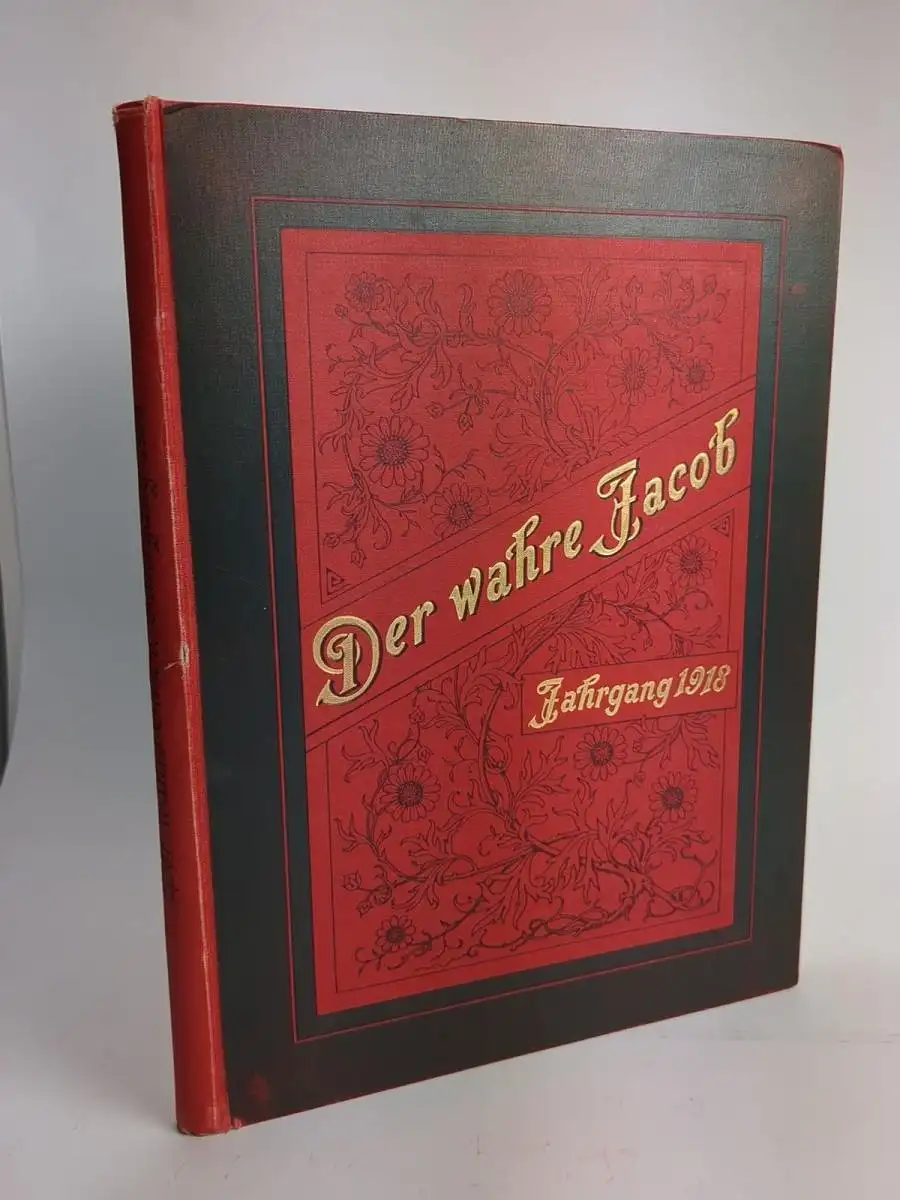 Der wahre Jacob
Jahrgang 1918